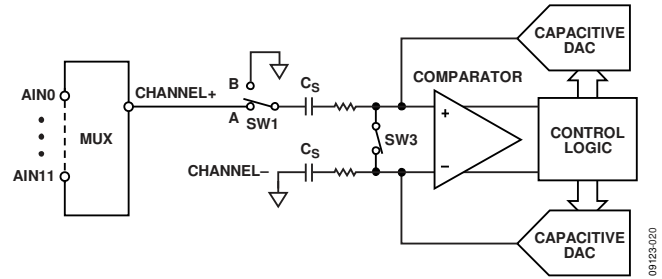 CAPACITIVE
DAC
B
CHANNEL+
CS
COMPARATOR
AIN0
A
SW1
+
MUX
SW3
CONTROL
LOGIC
CS
AIN11
CHANNEL–
–
CAPACITIVE
DAC
09123-020